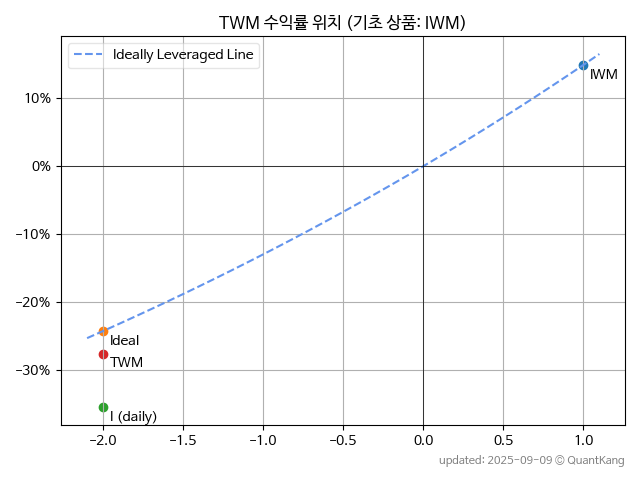 TWM 수익률 위치 (기초 상품: IWM)
Ideally Leveraged Line
IWM
10%
0%
−10%
−20%
−30%
Ideal
TWM
I (daily)
−2.0 −1.5 −1.0 −0.5 0.0 0.5 1.0
updated: 2025-09-09 © QuantKang